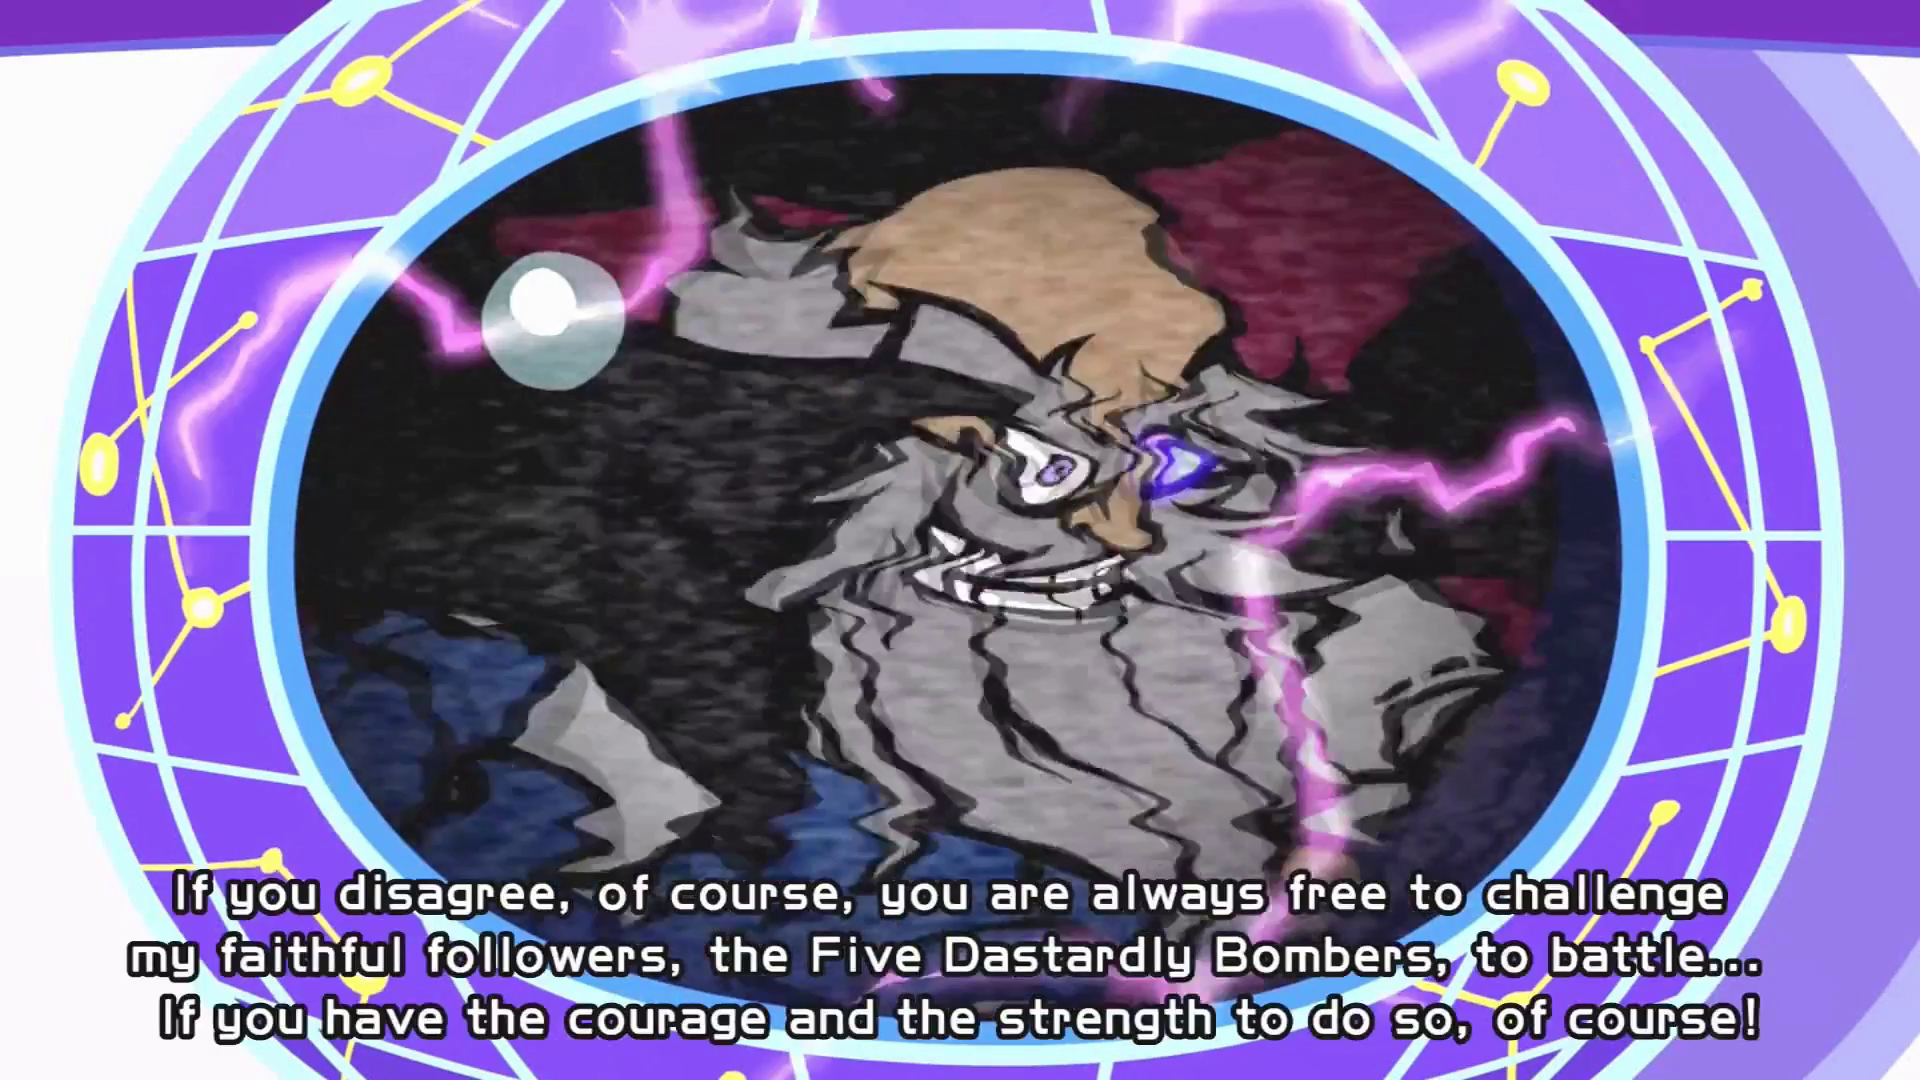 If you disagree, of course, you are always free to challenge
my faithful followers, the Five Dastardly Bombers, to battle...
If you have the courage and the strength to do so, of course!